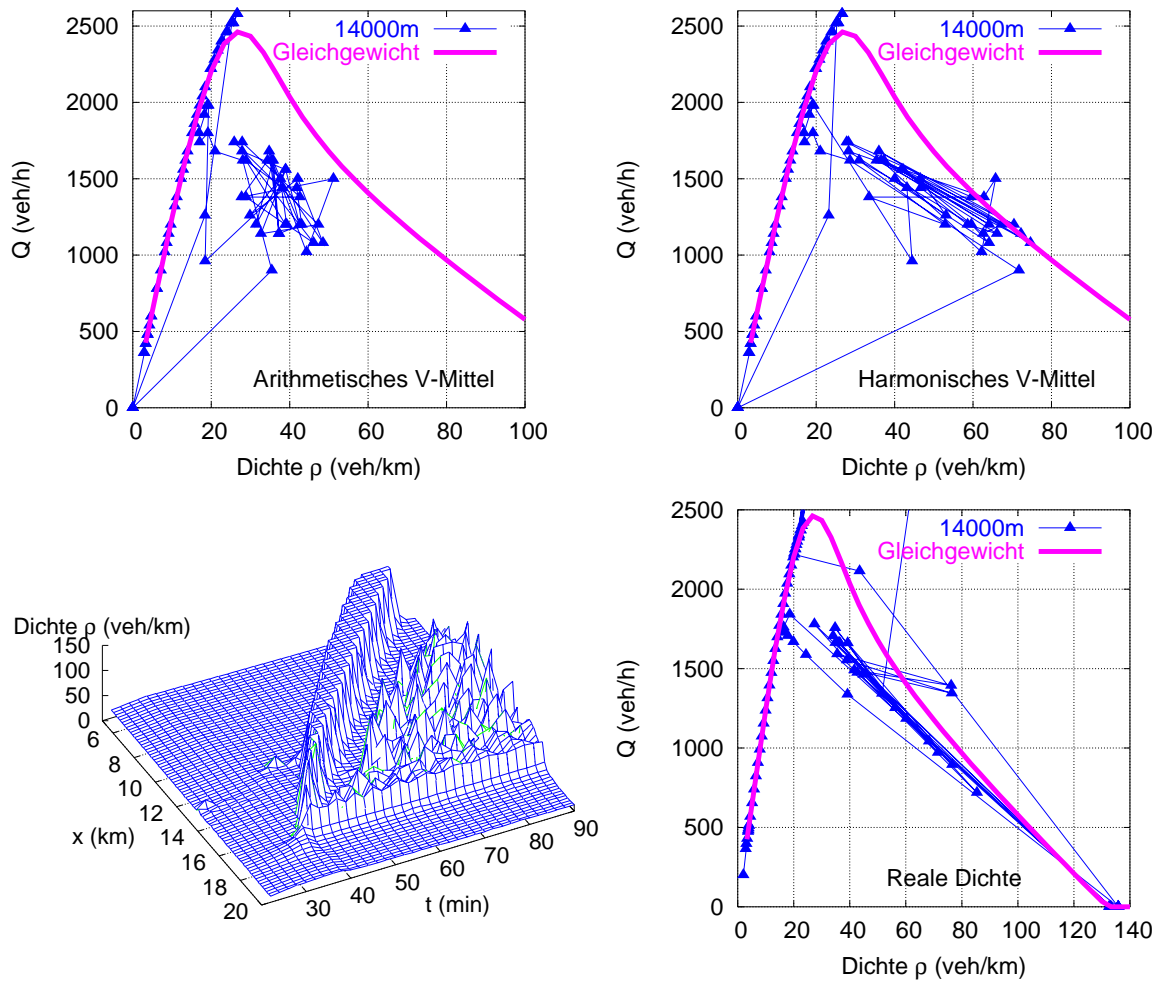 2500
2000
1500
1000
500
0
Q (veh/h)
0 20 40 60 80 100
Dichte ρ (veh/km)
14000m
Gleichgewicht
Arithmetisches V-Mittel
2500
2000
1500
1000
500
0
Q (veh/h)
0 20 40 60 80 100
Dichte ρ (veh/km)
14000m
Gleichgewicht
Harmonisches V-Mittel
Dichte ρ (veh/km)
150
100
50
0
6
8
10
12
14
16
18
20
x (km)
30
40
50
60
70
80
90
t (min)
2500
2000
1500
1000
500
0
Q (veh/h)
0 20 40 60 80 100 120 140
Dichte ρ (veh/km)
14000m
Gleichgewicht
Reale Dichte